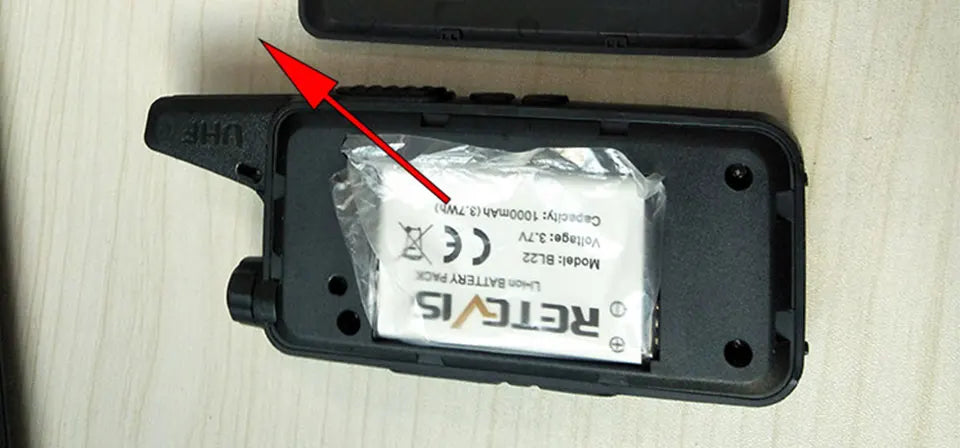 UHF
RETEVIS
Li-ion BATTERY PACK
Model: BL22
Voltage: 3.7V
Capacity: 1000mAh(3.7Wh)
CE